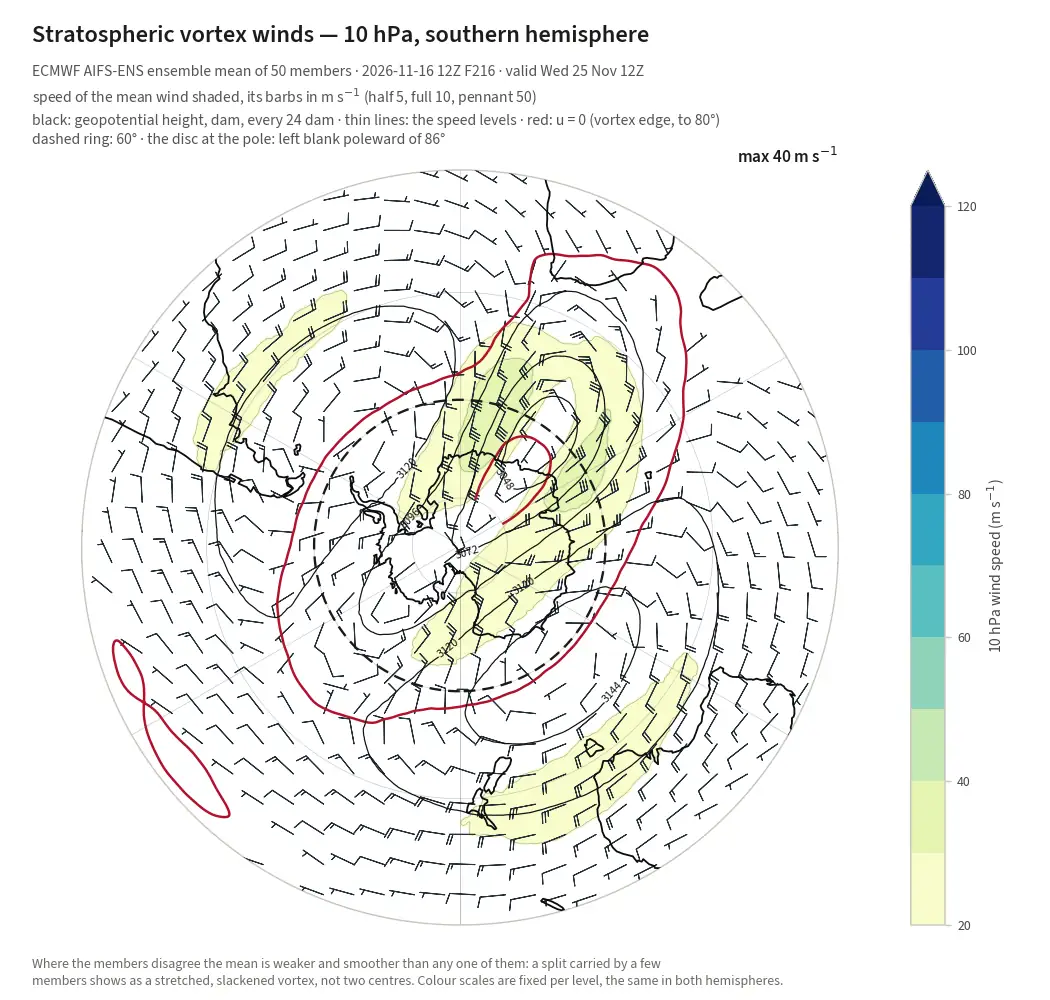 Stratospheric vortex winds — 10 hPa, southern hemisphere
ECMWF AIFS-ENS ensemble mean of 50 members · 2026-11-16 12Z F216 · valid Wed 25 Nov 12Z
speed of the mean wind shaded, its barbs in m s⁻¹ (half 5, full 10, pennant 50)
black: geopotential height, dam, every 24 dam · thin lines: the speed levels · red: u = 0 (vortex edge, to 80°)
dashed ring: 60° · the disc at the pole: left blank poleward of 86°
max 40 m s⁻¹
120
100
80
60
40
20
10 hPa wind speed (m s⁻¹)
3120
3048
3096
3072
3120
3144
Where the members disagree the mean is weaker and smoother than any one of them: a split carried by a few
members shows as a stretched, slackened vortex, not two centres. Colour scales are fixed per level, the same in both hemispheres.